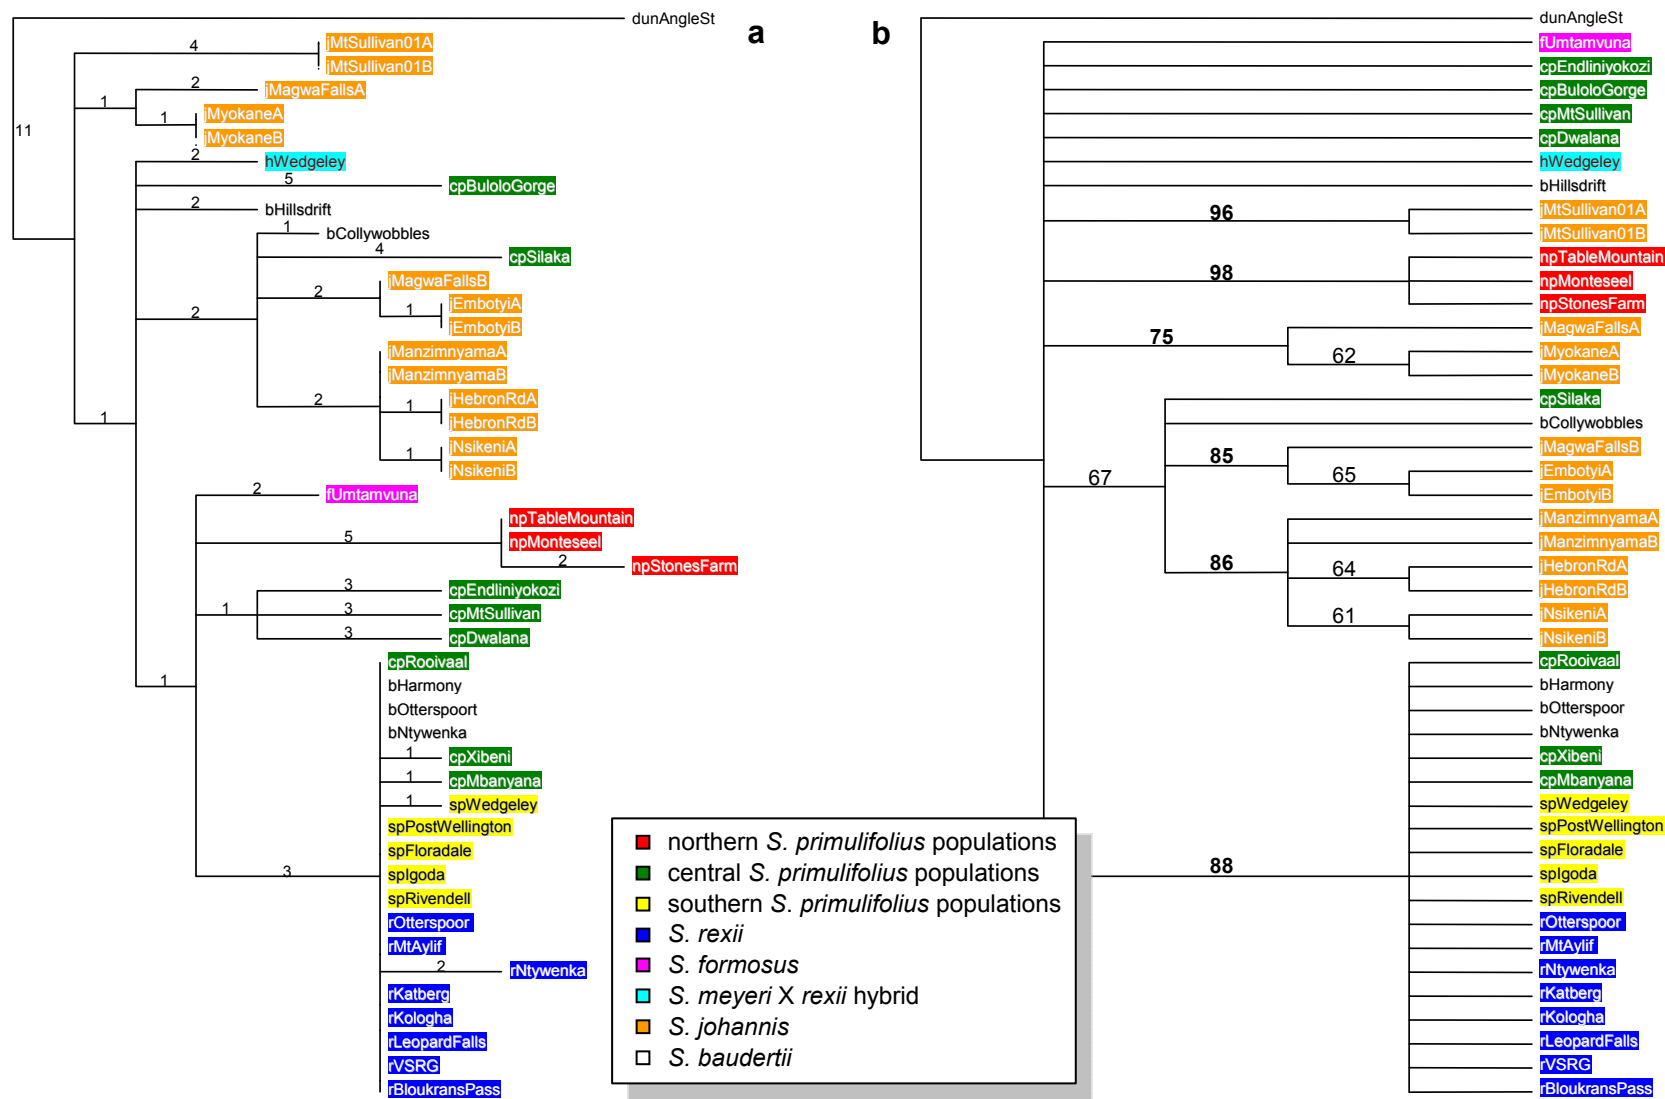 dunAngleSt
a
4
jMtSullivan01A
jMtSullivan01B
2
jMagwaFallsA
1
1
jMyokaneA
jMyokaneB
11
2
hWedgeley
5
cpBuloloGorge
2
bHillsdrift
1
bCollywobbles
4
cpSilaka
jMagwaFallsB
2
jEmbotyiA
1
jEmbotyiB
2
jManzimnyamaA
jManzimnyamaB
2
jHebronRdA
1
jHebronRdB
1
jNsikeniA
1
jNsikeniB
2
fUmtamvuna
npTableMountain
5
npMonteseel
2
npStonesFarm
3
cpEndliniyokozi
1
3
cpMtSullivan
3
cpDwalana
cpRooivaal
1
bHarmony
bOtterspoort
bNtywenka
1
cpXibeni
1
cpMbanyana
1
spWedgeley
spPostWellington
spFloradale
3
spIgoda
spRivendell
rOtterspoor
rMtAylif
2
rNtywenka
rKatberg
rKologha
rLeopardFalls
rVSRG
rBloukransPass
b
dunAngleSt
fUmtamvuna
cpEndliniyokozi
cpBuloloGorge
cpMtSullivan
cpDwalana
hWedgeley
bHillsdrift
96
jMtSullivan01A
jMtSullivan01B
npTableMountain
98
npMonteseel
npStonesFarm
75
jMagwaFallsA
62
jMyokaneA
jMyokaneB
cpSilaka
bCollywobbles
85
jMagwaFallsB
67
65
jEmbotyiA
jEmbotyiB
jManzimnyamaA
jManzimnyamaB
86
64
jHebronRdA
jHebronRdB
61
jNsikeniA
jNsikeniB
cpRooivaal
bHarmony
bOtterspoor
bNtywenka
cpXibeni
cpMbanyana
spWedgeley
spPostWellington
spFloradale
88
spIgoda
spRivendell
rOtterspoor
rMtAylif
rNtywenka
rKatberg
rKologha
rLeopardFalls
rVSRG
rBloukransPass
northern S. primulifolius populations
central S. primulifolius populations
southern S. primulifolius populations
S. rexii
S. formosus
S. meyeri X rexii hybrid
S. johannis
S. baudertii